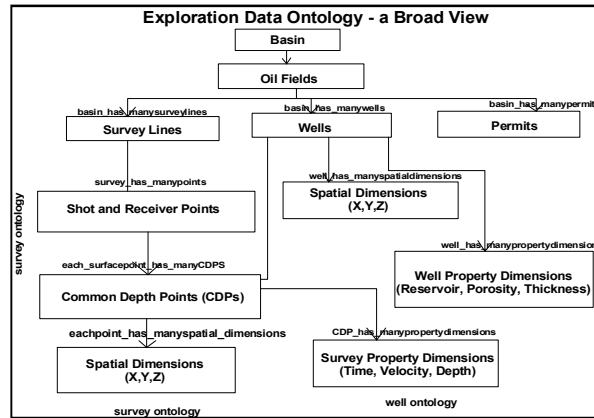 Exploration Data Ontology - a Broad View
Basin
Oil Fields
basin_has_manysurveylines
basin_has_manywells
basin_has_manypermit
Survey Lines
Wells
Permits
survey_has_manypoints
well_has_manyspatialdimensions
Shot and Receiver Points
Spatial Dimensions
(X,Y,Z)
survey ontology
each_surfacepoint_has_manyCDPS
well_has_manypropertydimension
Common Depth Points (CDPs)
Well Property Dimensions
(Reservoir, Porosity, Thickness)
eachpoint_has_manyspatial_dimensions
CDP_has_manypropertydimensions
Spatial Dimensions
(X,Y,Z)
Survey Property Dimensions
(Time, Velocity, Depth)
survey ontology
well ontology